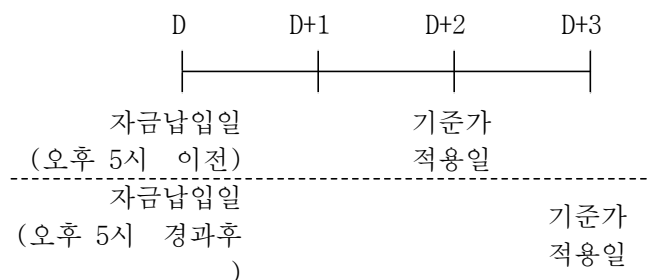 D D+1 D+2 D+3
자금납입일 기준가
(오후 5시 이전) 적용일
자금납입일
(오후 5시 경과후
)
기준가
적용일